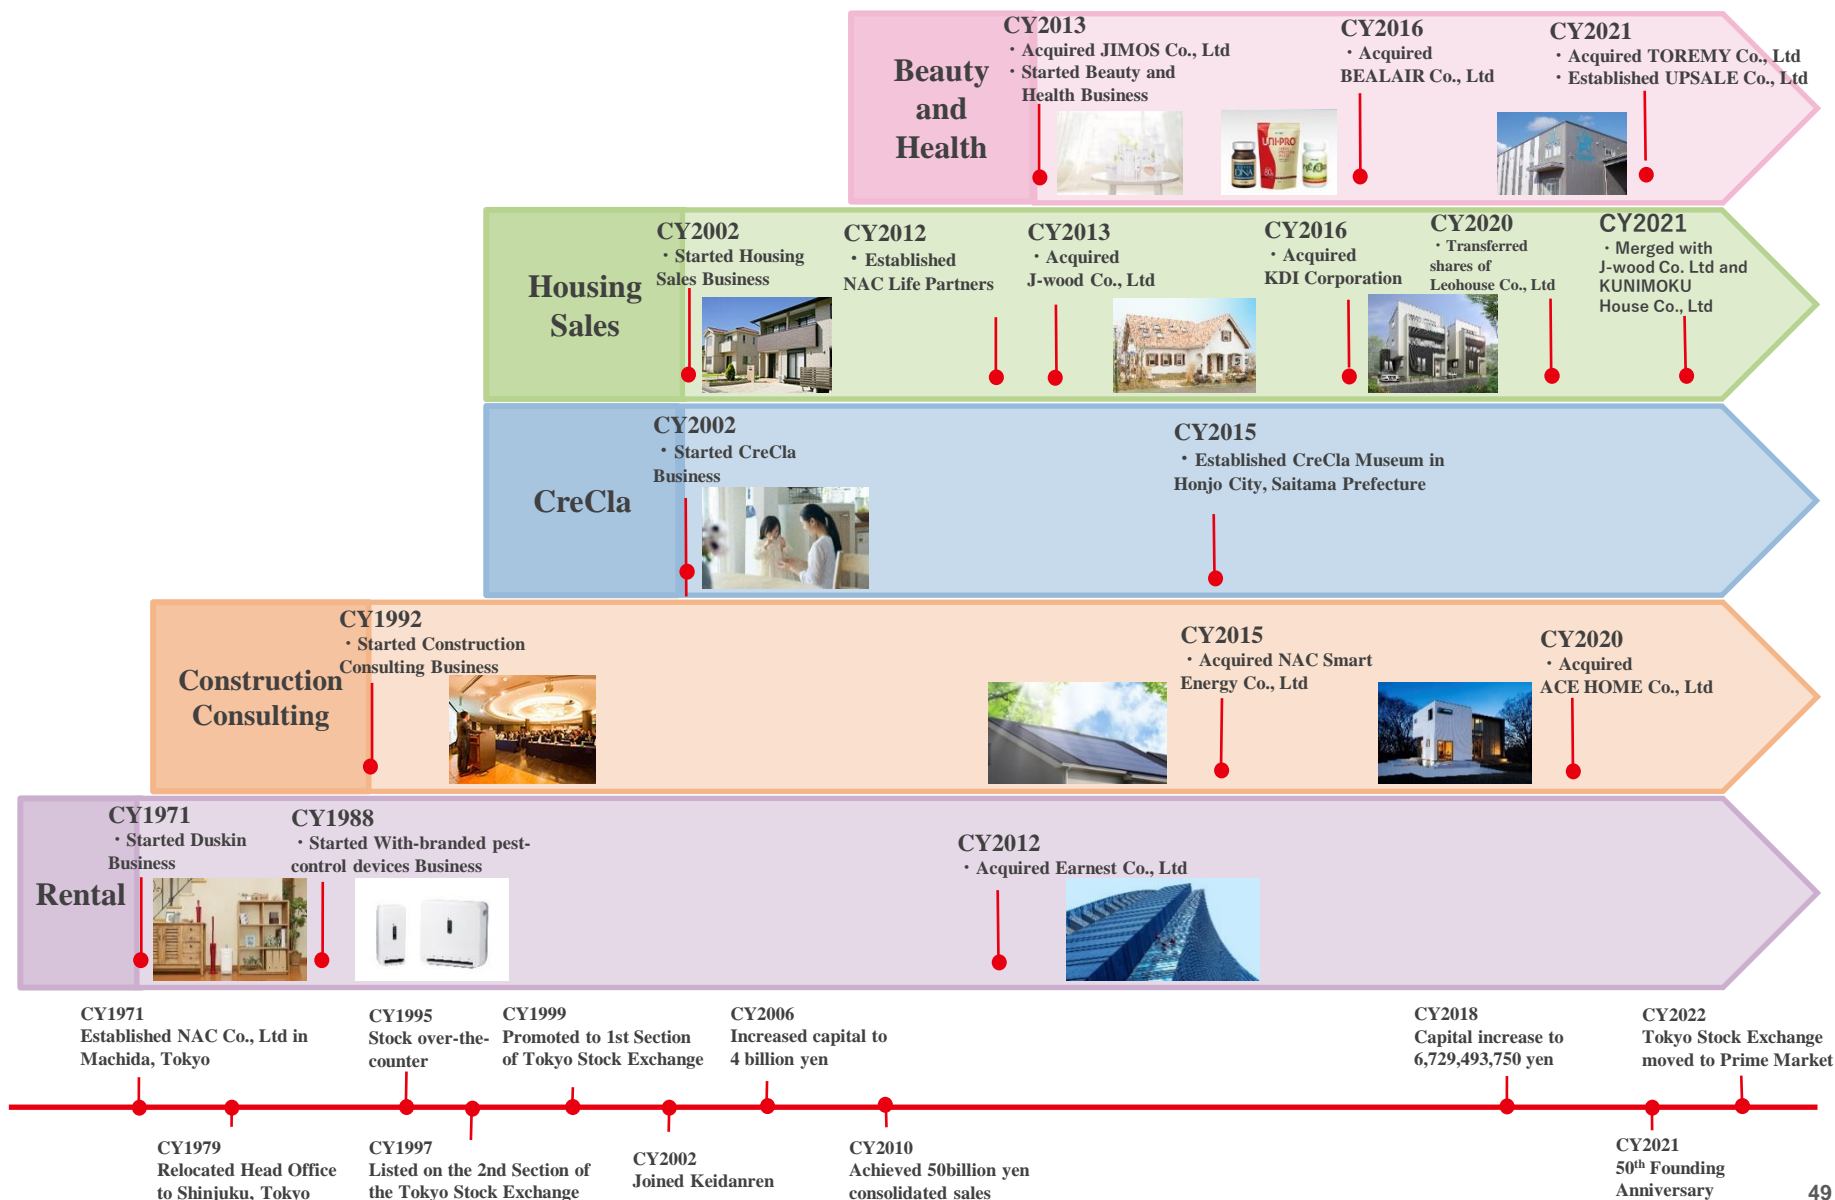 Beauty
and
Health
CY2013
・Acquired JIMOS Co., Ltd
・Started Beauty and
Health Business
CY2016
・Acquired
BEALAIR Co., Ltd
CY2021
・Acquired TOREMY Co., Ltd
・Established UPSALE Co., Ltd
UNI-PRO
DNA
Housing
Sales
CY2002
・Started Housing
Sales Business
CY2012
・Established
NAC Life Partners
CY2013
・Acquired
J-wood Co., Ltd
CY2016
・Acquired
KDI Corporation
CY2020
・Transferred
shares of
Leohouse Co., Ltd
CY2021
・Merged with
J-wood Co. Ltd and
KUNIMOKU
House Co., Ltd
CreCla
CY2002
・Started CreCla
Business
CY2015
・Established CreCla Museum in
Honjo City, Saitama Prefecture
Construction
Consulting
CY1992
・Started Construction
Consulting Business
CY2015
・Acquired NAC Smart
Energy Co., Ltd
CY2020
・Acquired
ACE HOME Co., Ltd
Rental
CY1971
・Started Duskin
Business
CY1988
・Started With-branded pest-
control devices Business
CY2012
・Acquired Earnest Co., Ltd
CY1971
Established NAC Co., Ltd in
Machida, Tokyo
CY1995
Stock over-the-
counter
CY1999
Promoted to 1st Section
of Tokyo Stock Exchange
CY2006
Increased capital to
4 billion yen
CY2018
Capital increase to
6,729,493,750 yen
CY2022
Tokyo Stock Exchange
moved to Prime Market
CY1979
Relocated Head Office
to Shinjuku, Tokyo
CY1997
Listed on the 2nd Section of
the Tokyo Stock Exchange
CY2002
Joined Keidanren
CY2010
Achieved 50billion yen
consolidated sales
CY2021
50th Founding
Anniversary
49